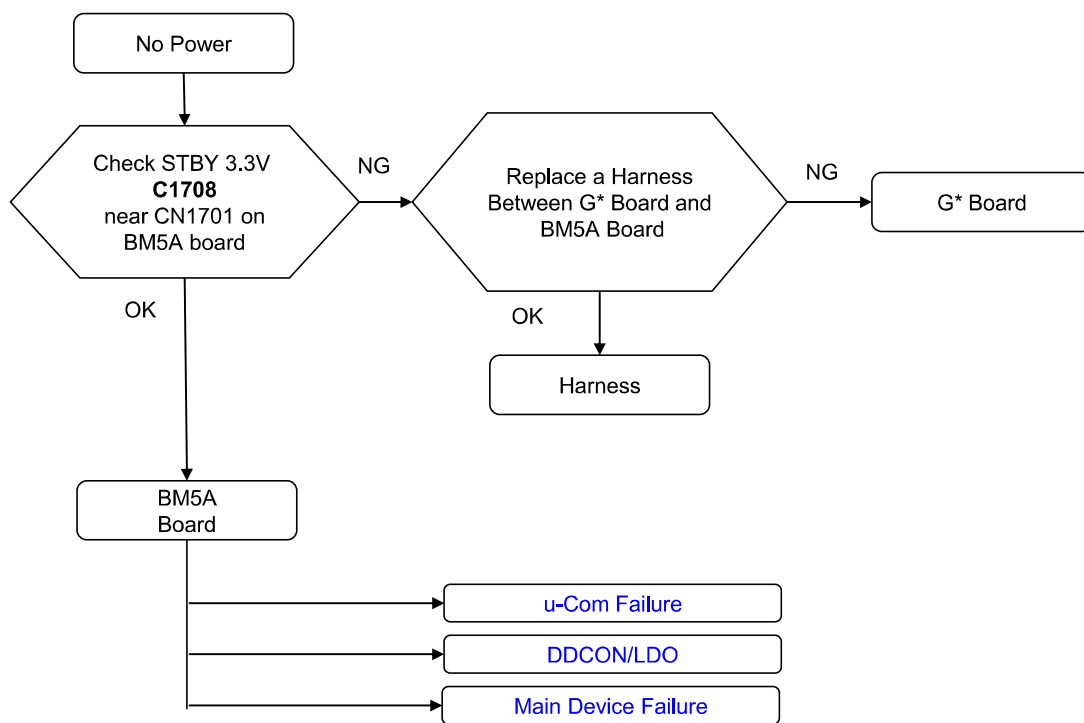 No Power
Check STBY 3.3V
C1708
near CN1701 on
BM5A board
NG
Replace a Harness
Between G* Board and
BM5A Board
NG
G* Board
OK
OK
Harness
BM5A
Board
u-Com Failure
DDCON/LDO
Main Device Failure